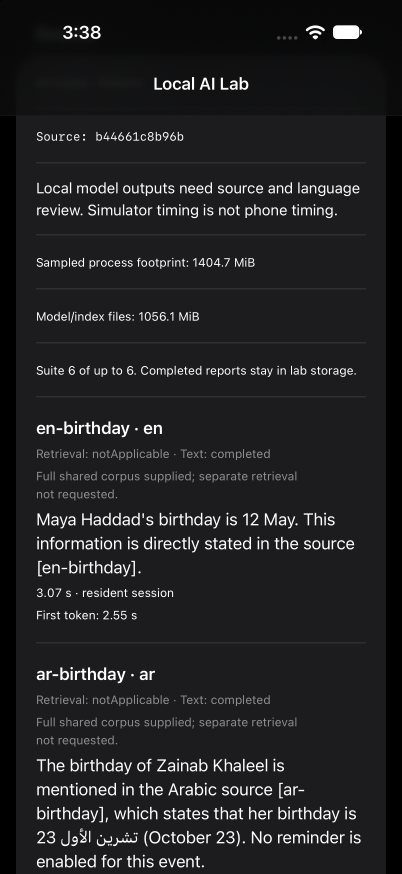 3:38
Local AI Lab
Source: b44661c8b96b
Local model outputs need source and language
review. Simulator timing is not phone timing.
Sampled process footprint: 1404.7 MiB
Model/index files: 1056.1 MiB
Suite 6 of up to 6. Completed reports stay in lab storage.
en-birthday · en
Retrieval: notApplicable · Text: completed
Full shared corpus supplied; separate retrieval
not requested.
Maya Haddad's birthday is 12 May. This
information is directly stated in the source
[en-birthday].
3.07 s · resident session
First token: 2.55 s
ar-birthday · ar
Retrieval: notApplicable · Text: completed
Full shared corpus supplied; separate retrieval
not requested.
The birthday of Zainab Khaleel is
mentioned in the Arabic source [ar-
birthday], which states that her birthday is
23 تشرين الأول (October 23). No reminder is
enabled for this event.